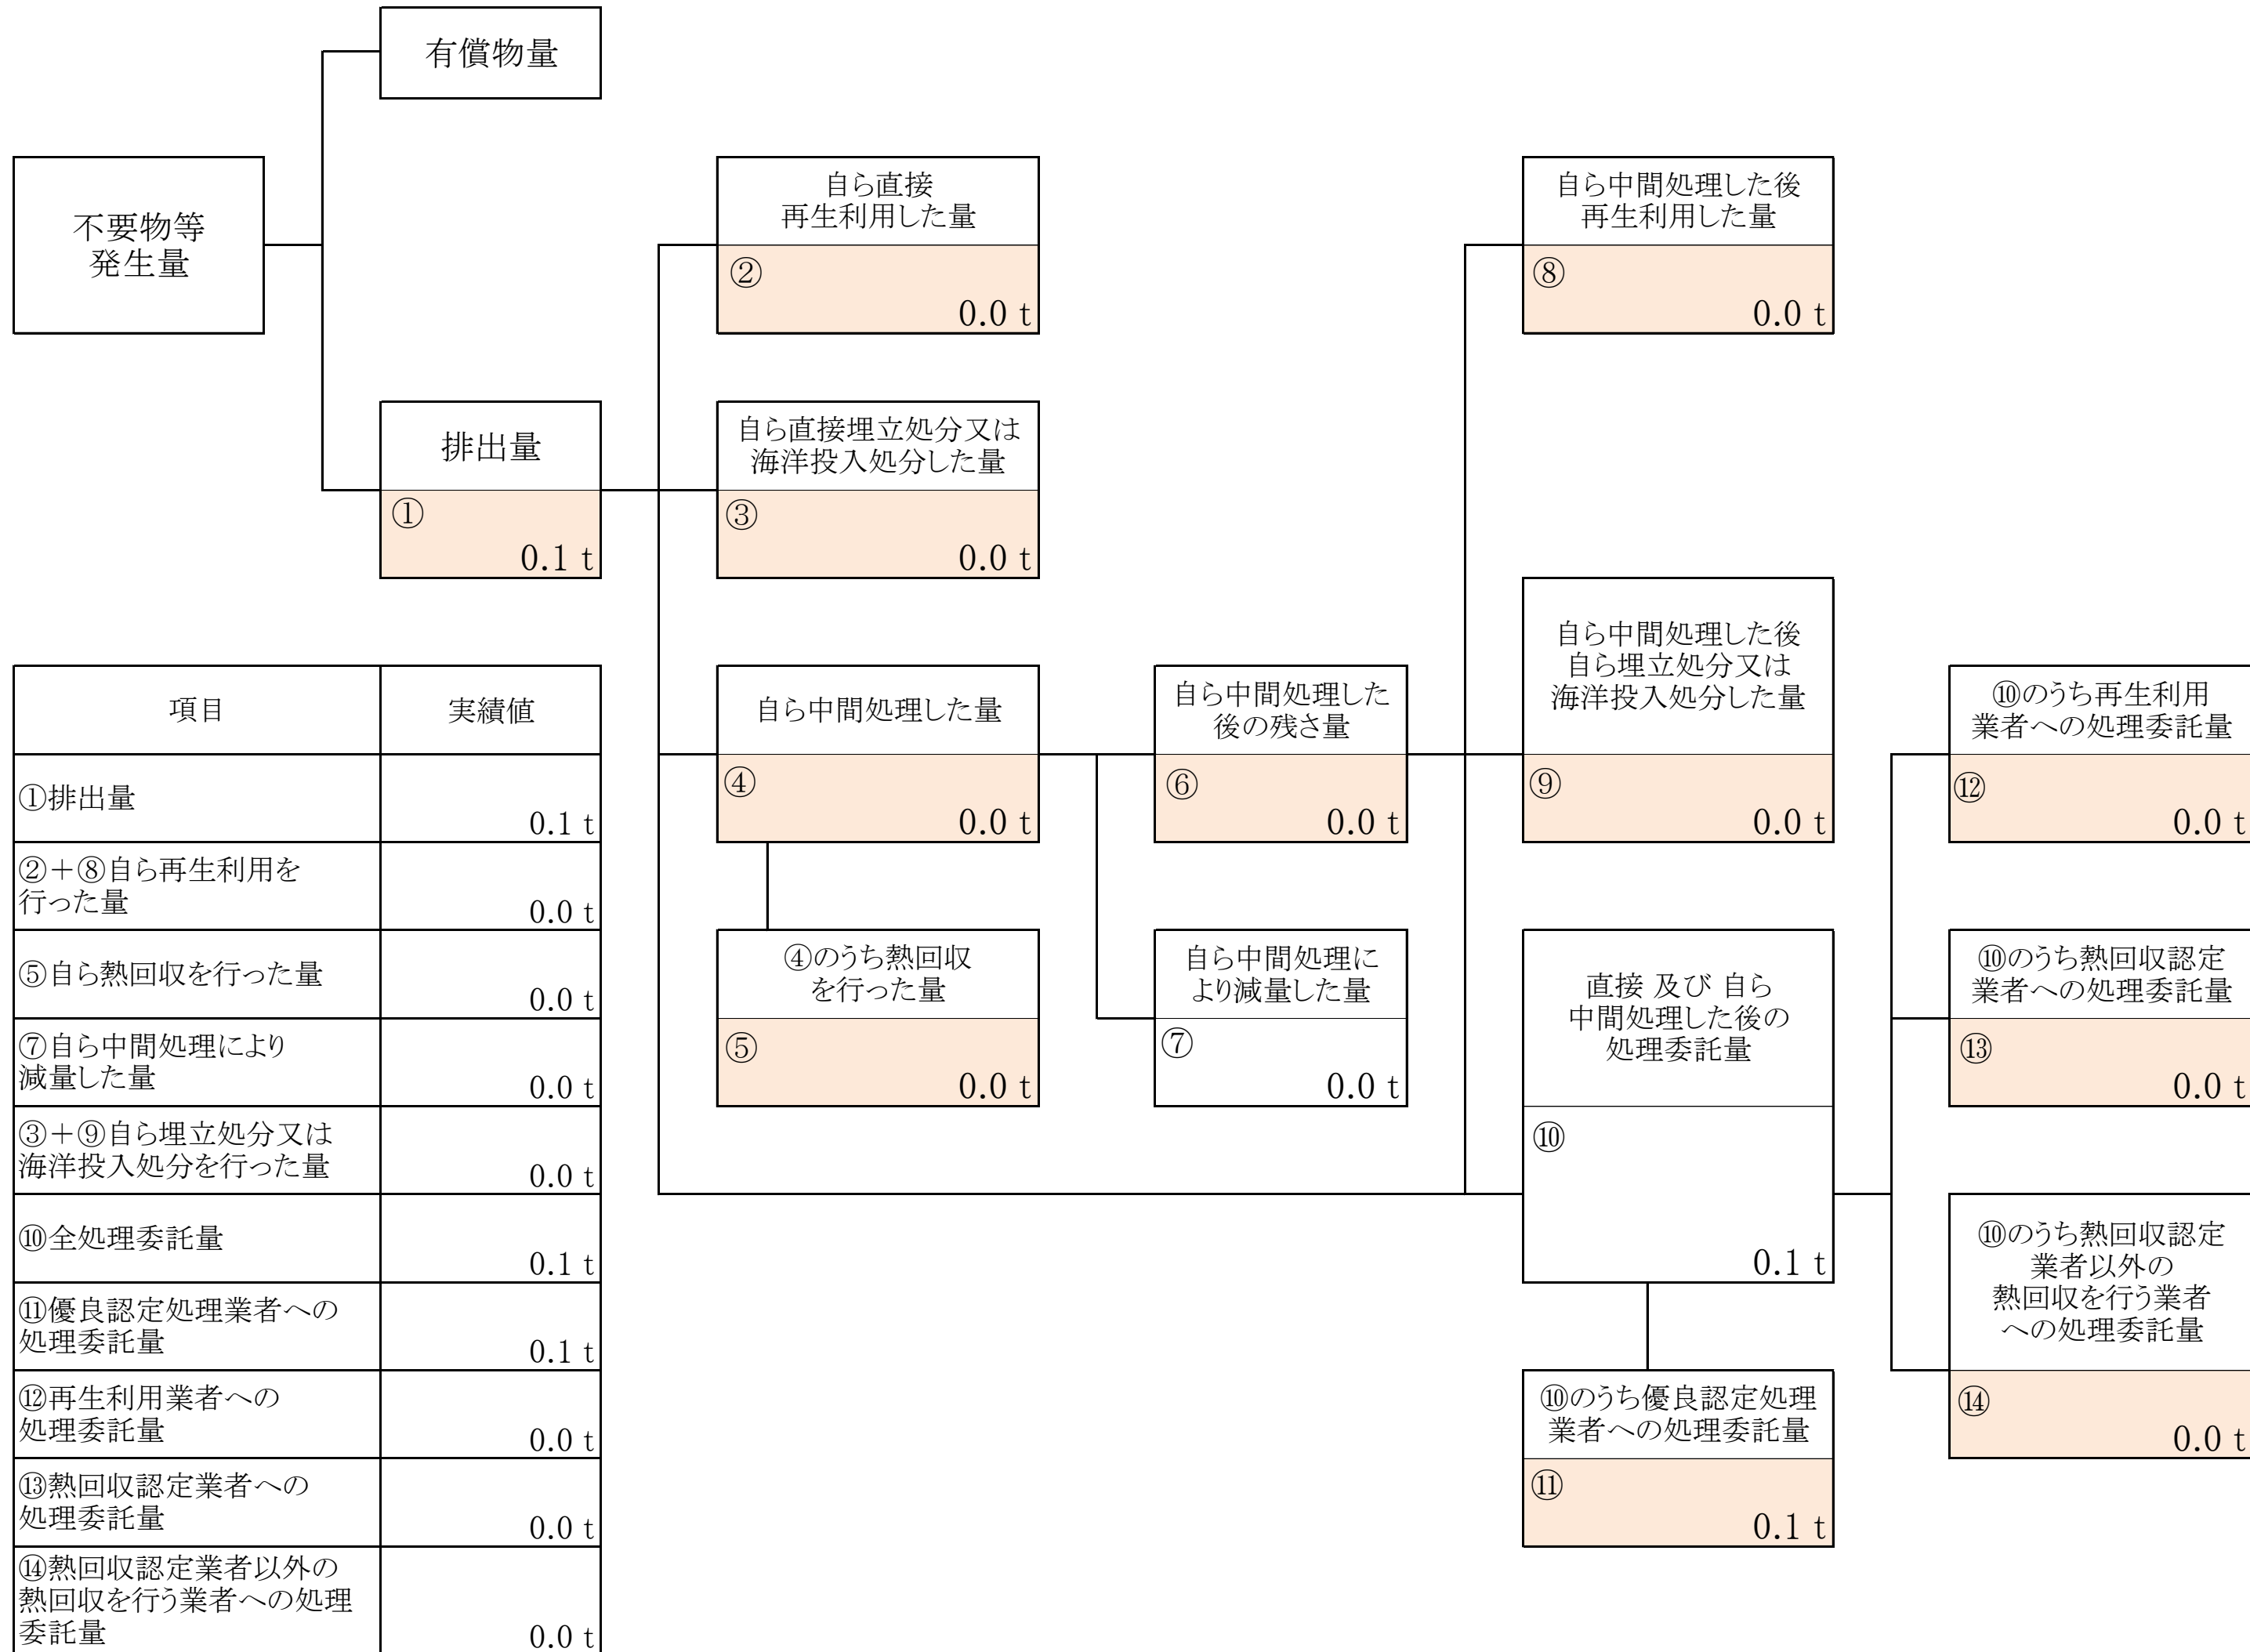 有償物量
不要物等
発生量
自ら直接
再生利用した量
②
0.0 t
自ら中間処理した後
再生利用した量
⑧
0.0 t
排出量
①
0.1 t
自ら直接埋立処分又は
海洋投入処分した量
③
0.0 t
自ら中間処理した量
④
0.0 t
自ら中間処理した
後の残さ量
⑥
0.0 t
自ら中間処理した後
自ら埋立処分又は
海洋投入処分した量
⑨
0.0 t
⑩のうち再生利用
業者への処理委託量
⑫
0.0 t
④のうち熱回収
を行った量
⑤
0.0 t
自ら中間処理に
より減量した量
⑦
0.0 t
直接 及び 自ら
中間処理した後の
処理委託量
⑩
0.1 t
⑩のうち熱回収認定
業者への処理委託量
⑬
0.0 t
⑩のうち熱回収認定
業者以外の
熱回収を行う業者
への処理委託量
⑭
0.0 t
⑩のうち優良認定処理
業者への処理委託量
⑪
0.1 t
項目 実績値
①排出量
0.1 t
②+⑧自ら再生利用を
行った量
0.0 t
⑤自ら熱回収を行った量
0.0 t
⑦自ら中間処理により
減量した量
0.0 t
③+⑨自ら埋立処分又は
海洋投入処分を行った量
0.0 t
⑩全処理委託量
0.1 t
⑪優良認定処理業者への
処理委託量
0.1 t
⑫再生利用業者への
処理委託量
0.0 t
⑬熱回収認定業者への
処理委託量
0.0 t
⑭熱回収認定業者以外の
熱回収を行う業者への処理
委託量
0.0 t